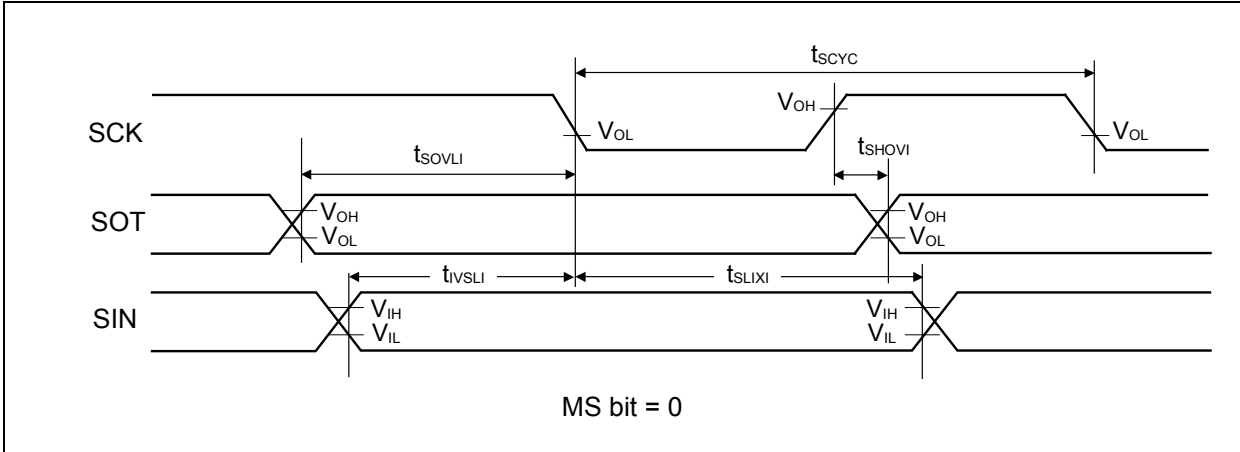 tSCYC
VOH
SCK
VOL
VOL
tSOVLI
tSHOVI
SOT
VOH
VOL
VOH
VOL
tIVSLI
tSLIXI
SIN
VIH
VIL
VIH
VIL
MS bit = 0